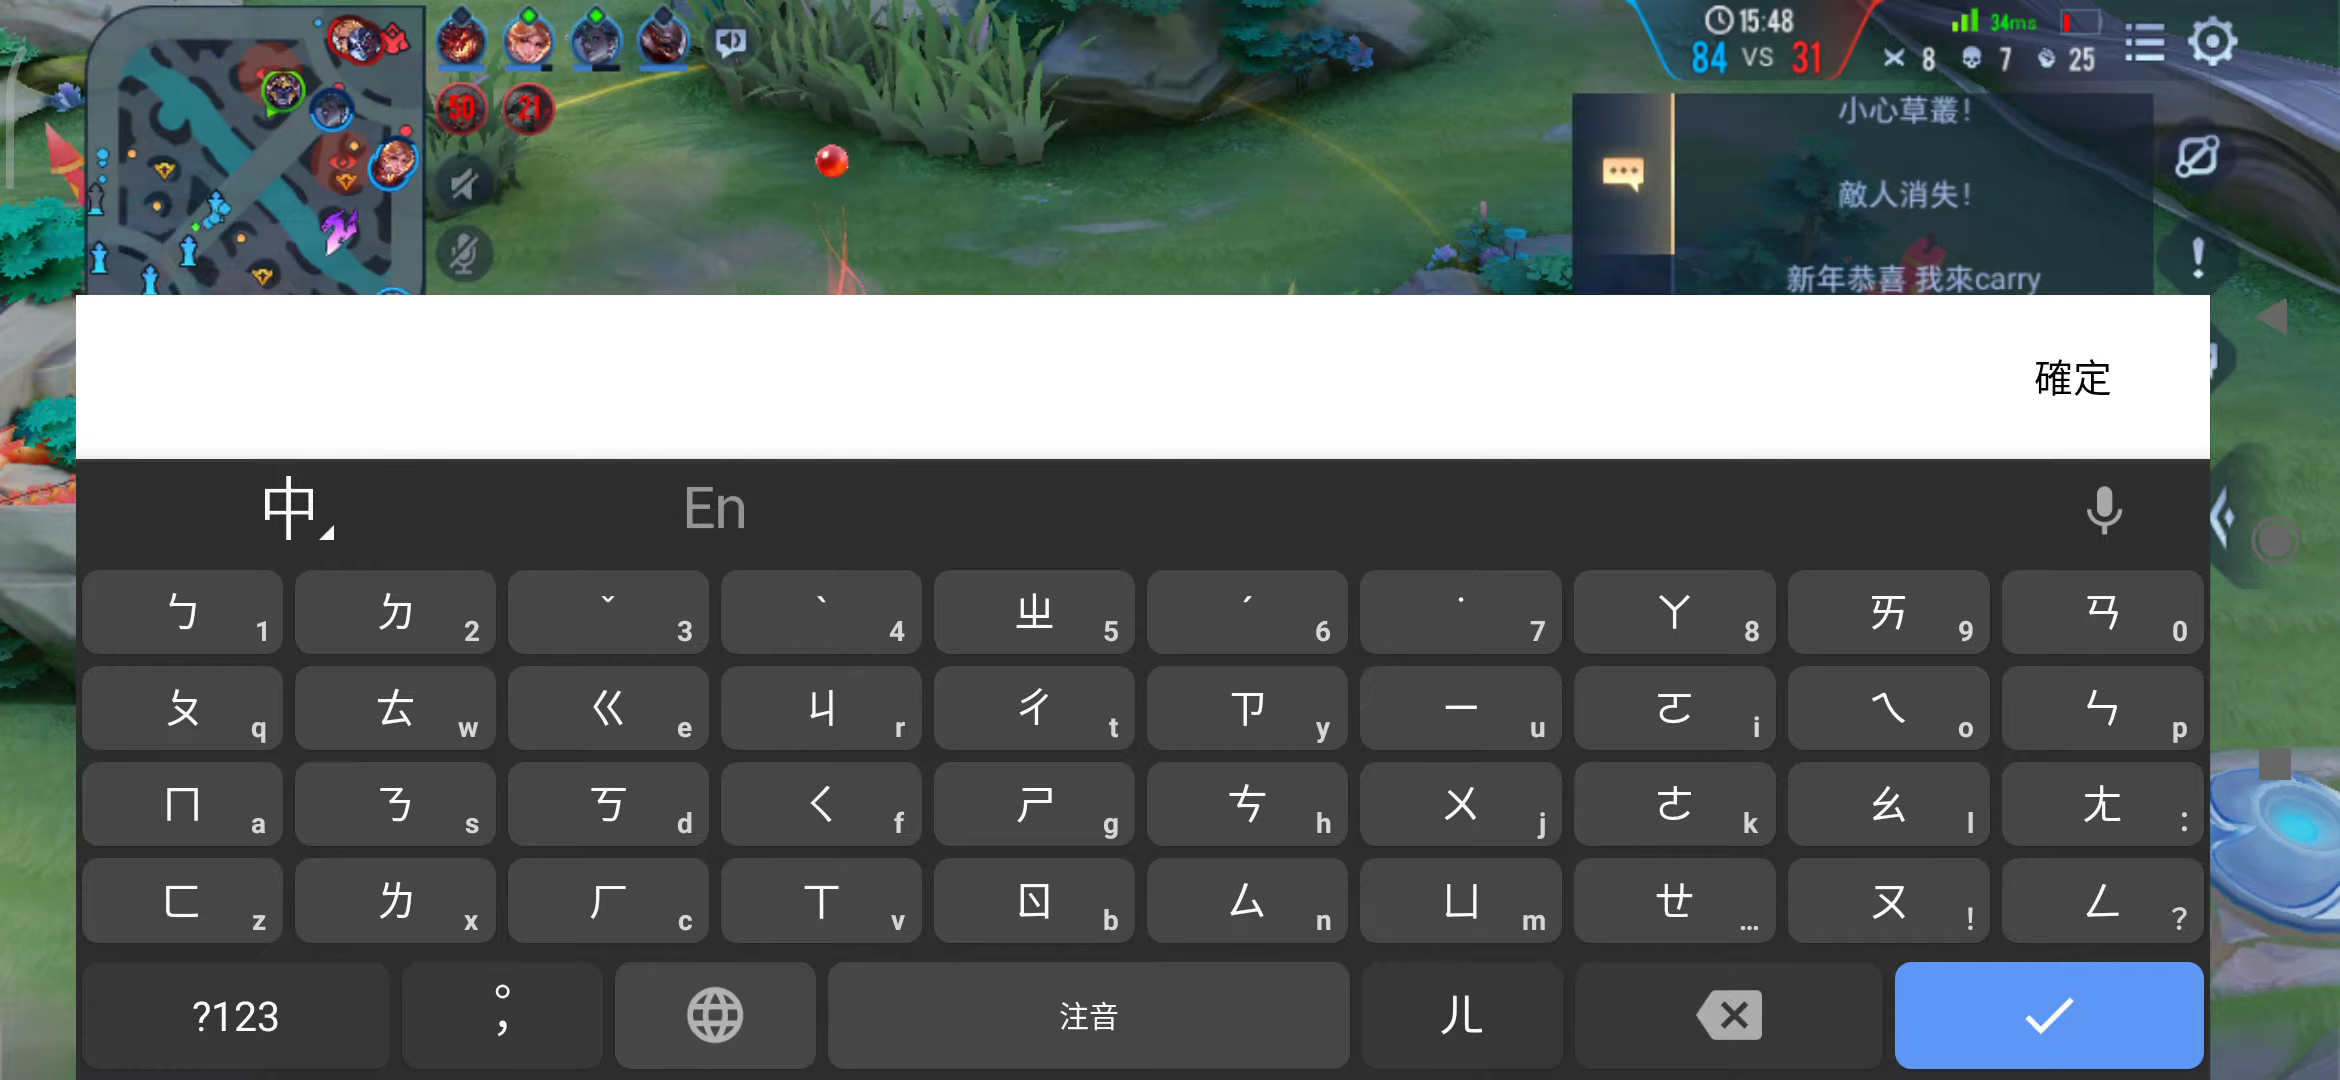 15:48
34ms
84 VS 31
8 7 25
50 21
小心草叢！
敵人消失！
新年恭喜 我來carry
確定
中 En
ㄅ 1 ㄉ 2 ˇ 3 ˋ 4 ㄓ 5 ˊ 6 ˙ 7 ㄚ 8 ㄞ 9 ㄢ 0
ㄆ q ㄊ w ㄍ e ㄐ r ㄔ t ㄗ y ㄧ u ㄛ i ㄟ o ㄣ p
ㄇ a ㄋ s ㄎ d ㄑ f ㄕ g ㄘ h ㄨ j ㄜ k ㄠ l ㄤ :
ㄈ z ㄌ x ㄏ c ㄒ v ㄖ b ㄙ n ㄩ m ㄝ … ㄡ ! ㄥ ?
?123 。， 注音 ㄦ